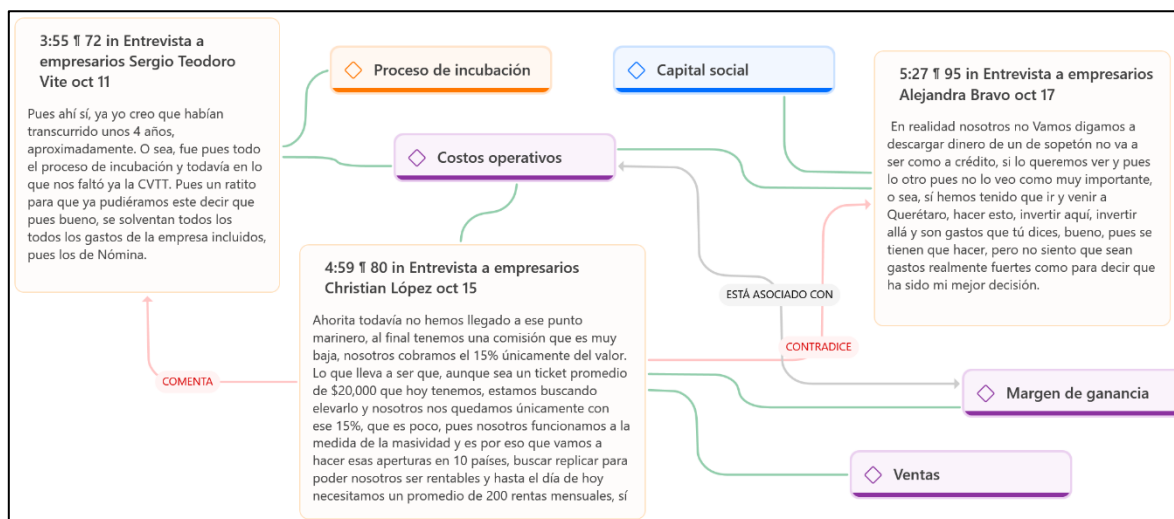 3:55 ¶ 72 in Entrevista a
empresarios Sergio Teodoro
Vite oct 11
Pues ahí sí, ya yo creo que habían
transcurrido unos 4 años,
aproximadamente. O sea, fue pues todo
el proceso de incubación y todavía en lo
que nos faltó ya la CVTT. Pues un ratito
para que ya pudiéramos este decir que
pues bueno, se solventan todos los
todos los gastos de la empresa incluidos,
pues los de Nómina.
Proceso de incubación
Capital social
Costos operativos
5:27 ¶ 95 in Entrevista a empresarios
Alejandra Bravo oct 17
En realidad nosotros no Vamos digamos a
descargar dinero de un de sopetón no va a
ser como a crédito, si lo queremos ver y pues
lo otro pues no lo veo como muy importante,
o sea, sí hemos tenido que ir y venir a
Querétaro, hacer esto, invertir aquí, invertir
allá y son gastos que tú dices, bueno, pues se
tienen que hacer, pero no siento que sean
gastos realmente fuertes como para decir que
ha sido mi mejor decisión.
4:59 ¶ 80 in Entrevista a empresarios
Christian López oct 15
Ahorita todavía no hemos llegado a ese punto
marinero, al final tenemos una comisión que es muy
baja, nosotros cobramos el 15% únicamente del valor.
Lo que lleva a ser que, aunque sea un ticket promedio
de $20,000 que hoy tenemos, estamos buscando
elevarlo y nosotros nos quedamos únicamente con
ese 15%, que es poco, pues nosotros funcionamos a la
medida de la masividad y es por eso que vamos a
hacer esas aperturas en 10 países, buscar replicar para
poder nosotros ser rentables y hasta el día de hoy
necesitamos un promedio de 200 rentas mensuales, sí
ESTÁ ASOCIADO CON
CONTRADICE
COMENTA
Margen de ganancia
Ventas